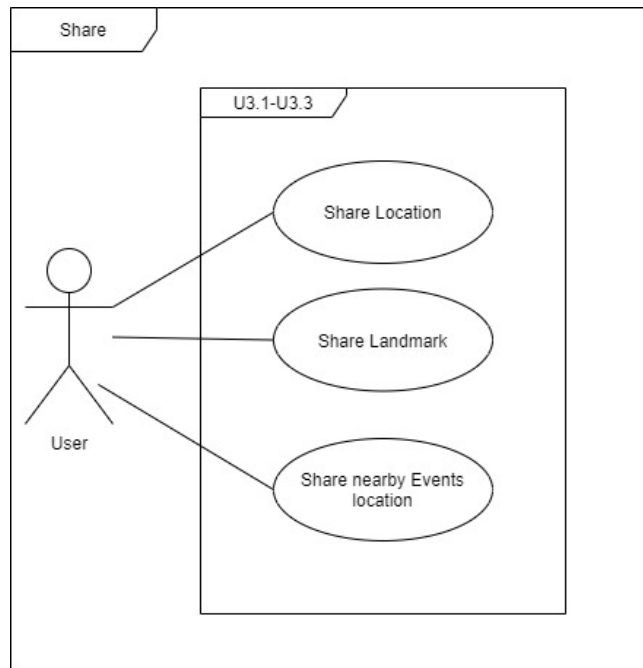 Share
U3.1-U3.3
Share Location
Share Landmark
User
Share nearby Events
location